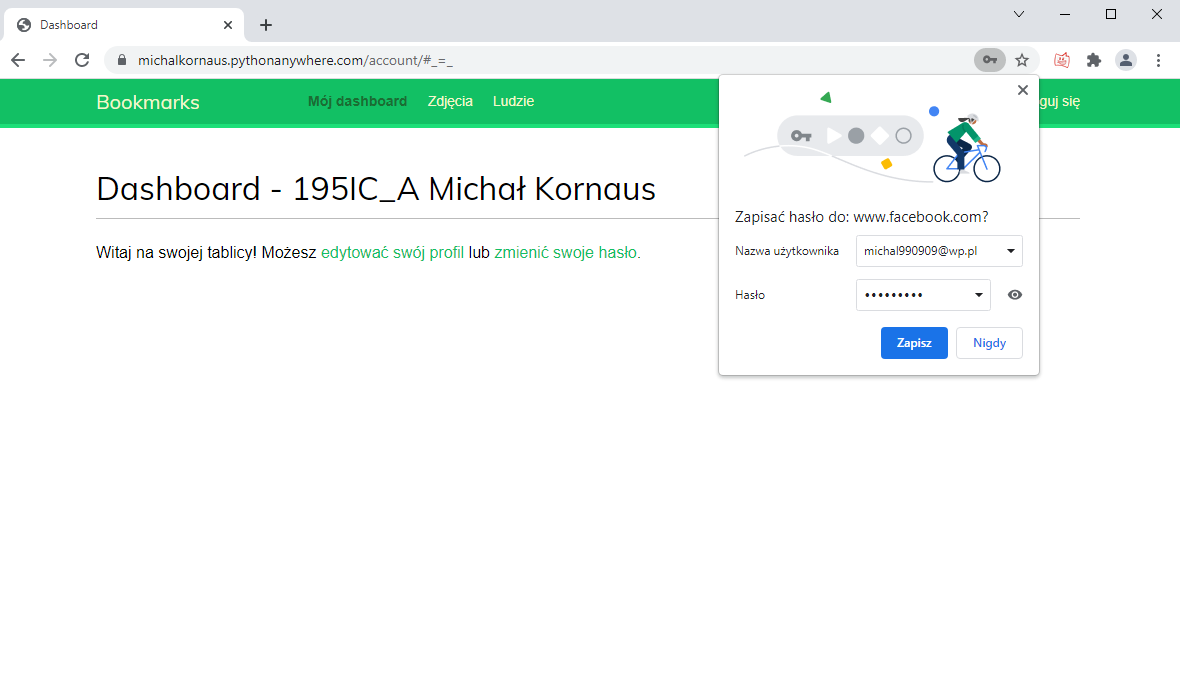 Dashboard
michalkornaus.pythonanywhere.com/account/#_=_
Bookmarks Mój dashboard Zdjęcia Ludzie guj się
Dashboard - 195IC_A Michał Kornaus
Witaj na swojej tablicy! Możesz edytować swój profil lub zmienić swoje hasło.
Zapisać hasło do: www.facebook.com?
Nazwa użytkownika michal990909@wp.pl
Hasło •••••••••
Zapisz Nigdy